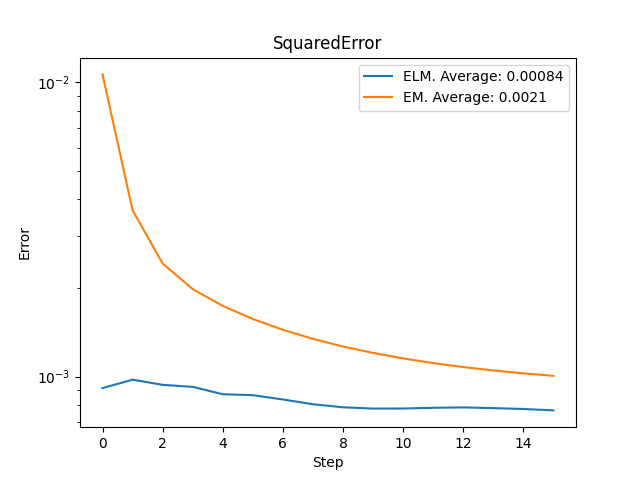 SquaredError
ELM. Average: 0.00084
EM. Average: 0.0021
10⁻²
10⁻³
Error
0 2 4 6 8 10 12 14
Step